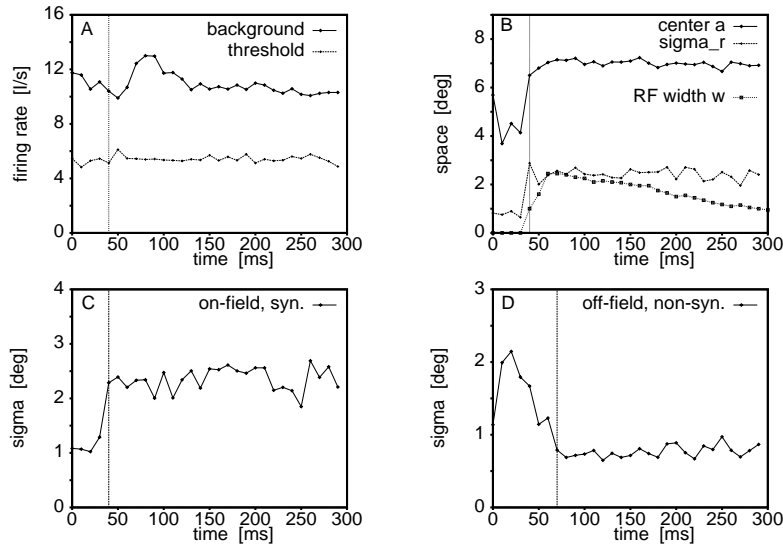 A
background
threshold
firing rate [l/s]
16
12
8
4
0
0 50 100 150 200 250 300
time [ms]
B
center a
sigma_r
RF width w
space [deg]
9
6
4
2
0
0 50 100 150 200 250 300
time [ms]
C
on-field, syn.
sigma [deg]
4
3
2
1
0
0 50 100 150 200 250 300
time [ms]
D
off-field, non-syn.
sigma [deg]
3
2
1
0
0 50 100 150 200 250 300
time [ms]